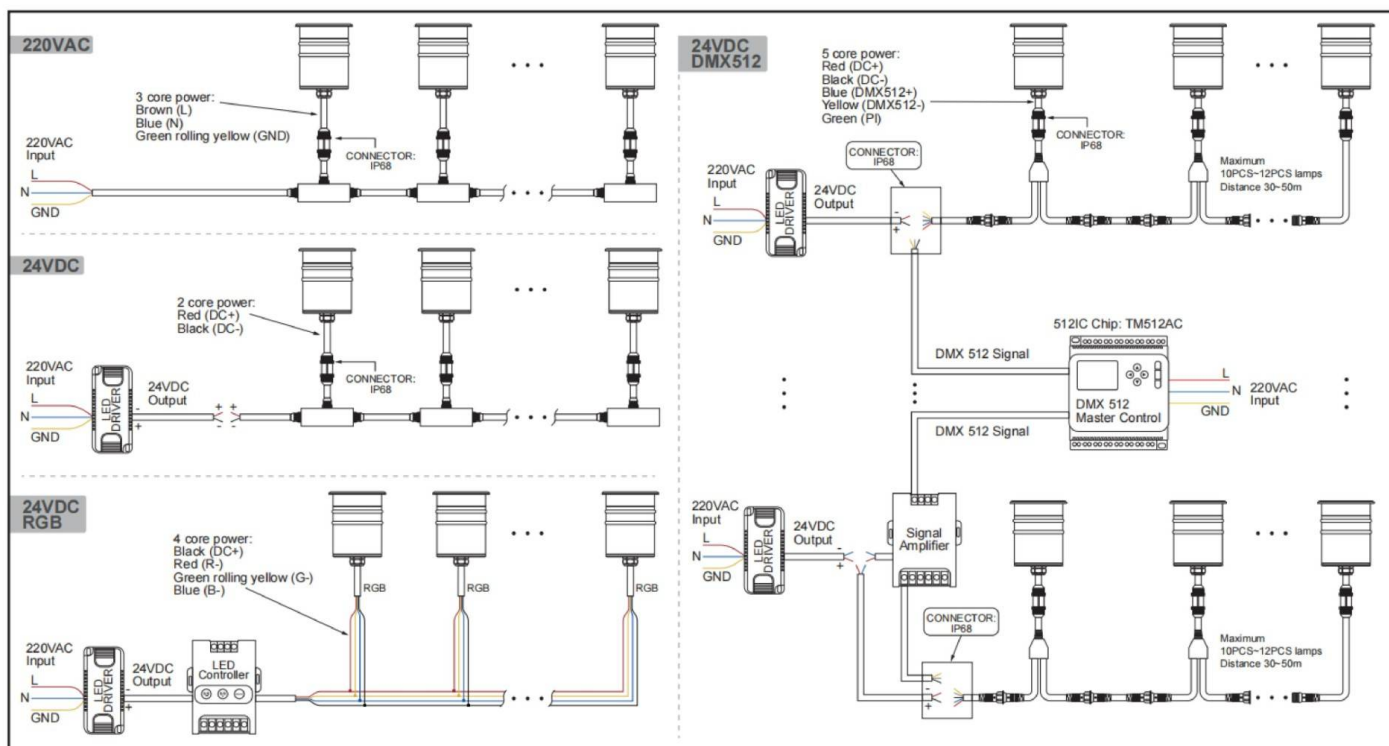 220VAC
3 core power:
Brown (L)
Blue (N)
Green rolling yellow (GND)
CONNECTOR:
IP68
220VAC
Input
L
N
GND
24VDC
2 core power:
Red (DC+)
Black (DC-)
CONNECTOR:
IP68
220VAC
Input
L
N
GND
LED
DRIVER
24VDC
Output
-
+
+ +
- -
24VDC
RGB
4 core power:
Black (DC+)
Red (R-)
Green rolling yellow (G-)
Blue (B-)
RGB
RGB
RGB
220VAC
Input
L
N
GND
LED
DRIVER
24VDC
Output
-
+
LED
Controller
24VDC
DMX512
5 core power:
Red (DC+)
Black (DC-)
Blue (DMX512+)
Yellow (DMX512-)
Green (PI)
CONNECTOR:
IP68
CONNECTOR:
IP68
220VAC
Input
L
N
GND
LED
DRIVER
24VDC
Output
-
+
Maximum
10PCS~12PCS lamps
Distance 30~50m
512IC Chip: TM512AC
DMX 512 Signal
DMX 512
Master Control
L
N
GND
220VAC
Input
DMX 512 Signal
220VAC
Input
L
N
GND
LED
DRIVER
24VDC
Output
-
+
Signal
Amplifier
CONNECTOR:
IP68
-
+
Maximum
10PCS~12PCS lamps
Distance 30~50m